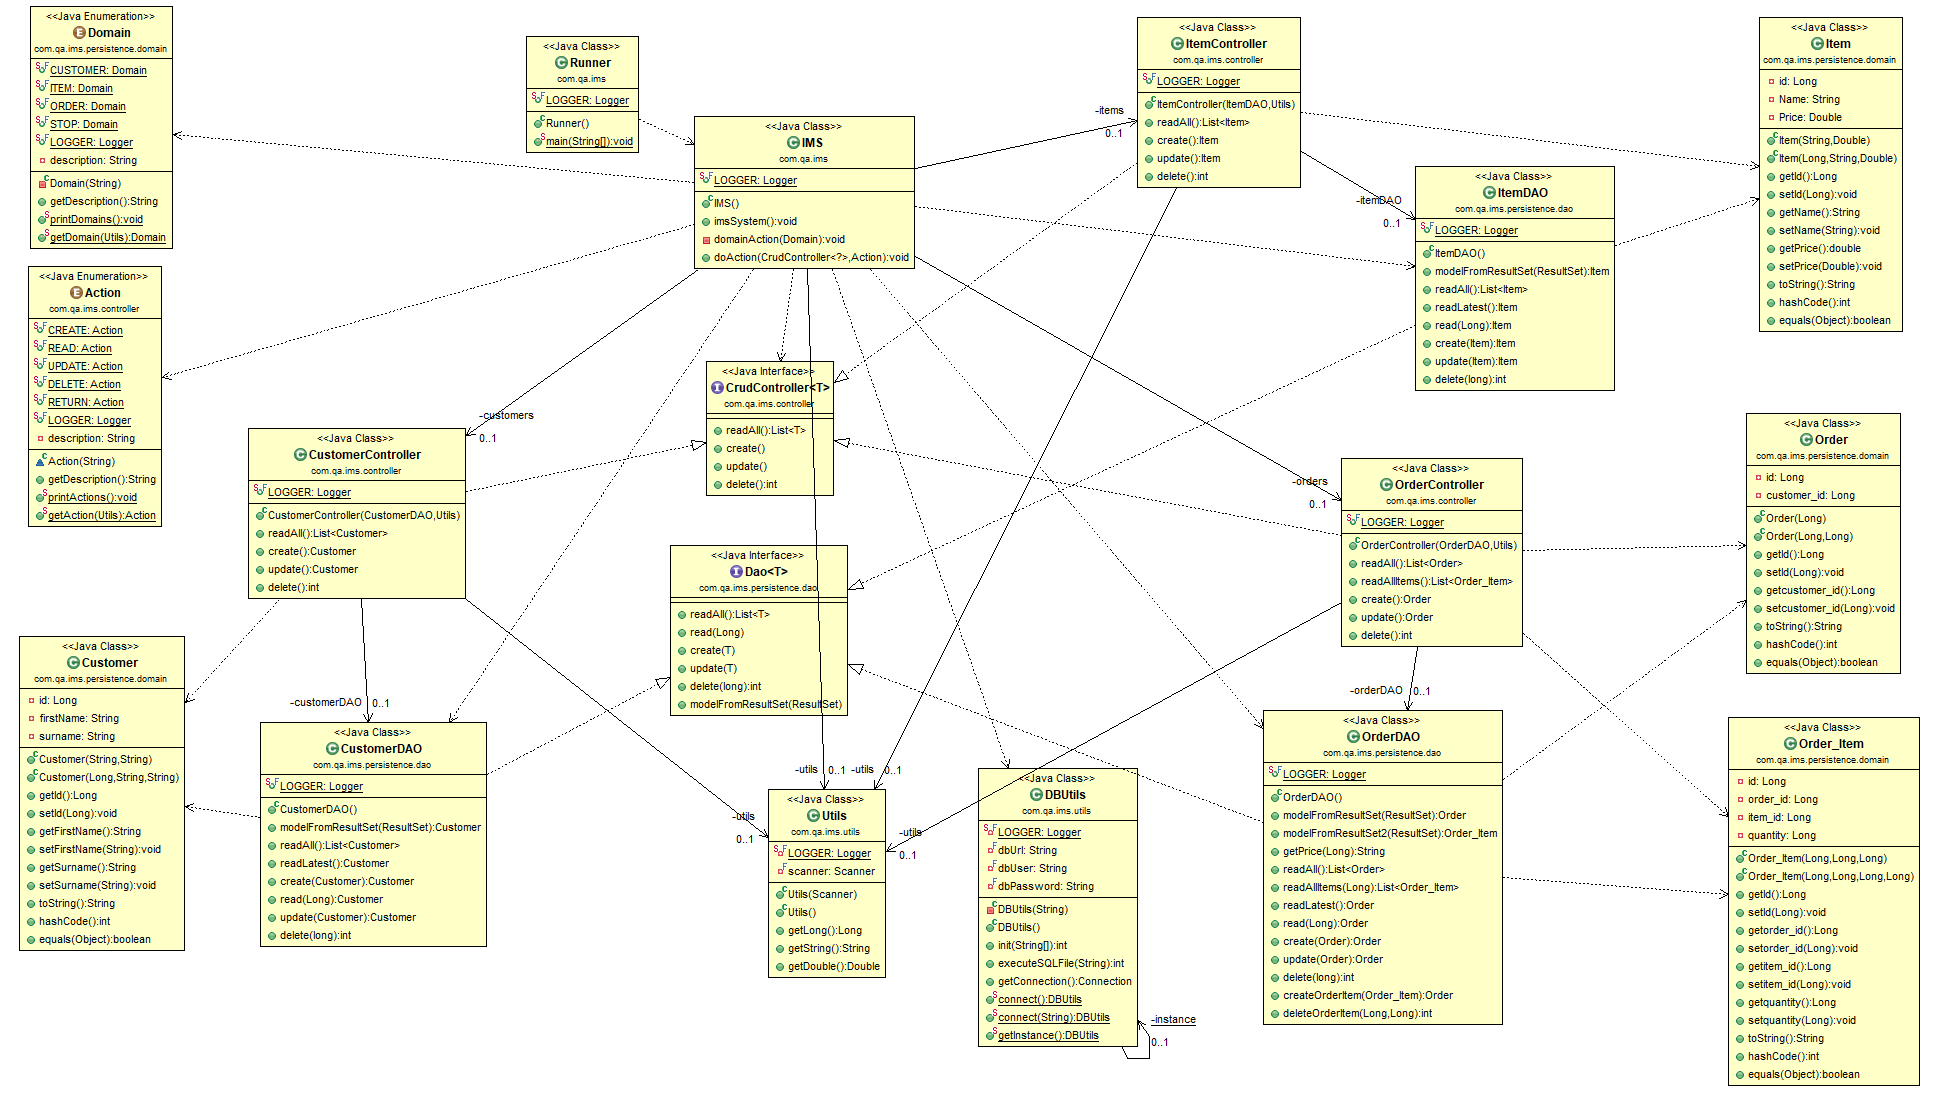 <<Java Enumeration>>
Domain
com.qa.ims.persistence.domain
CUSTOMER: Domain
ITEM: Domain
ORDER: Domain
STOP: Domain
LOGGER: Logger
description: String
Domain(String)
getDescription():String
printDomains():void
getDomain(Utils):Domain
<<Java Enumeration>>
Action
com.qa.ims.controller
CREATE: Action
READ: Action
UPDATE: Action
DELETE: Action
RETURN: Action
LOGGER: Logger
description: String
Action(String)
getDescription():String
printActions():void
getAction(Utils):Action
<<Java Class>>
Runner
com.qa.ims
LOGGER: Logger
Runner()
main(String[]):void
<<Java Class>>
IMS
com.qa.ims
LOGGER: Logger
IMS()
imsSystem():void
domainAction(Domain):void
doAction(CrudController<?>,Action):void
-items
0..1
<<Java Class>>
ItemController
com.qa.ims.controller
LOGGER: Logger
ItemController(ItemDAO,Utils)
readAll():List<Item>
create():Item
update():Item
delete():int
-itemDAO
0..1
<<Java Class>>
ItemDAO
com.qa.ims.persistence.dao
LOGGER: Logger
ItemDAO()
modelFromResultSet(ResultSet):Item
readAll():List<Item>
readLatest():Item
read(Long):Item
create(Item):Item
update(Item):Item
delete(long):int
<<Java Class>>
Item
com.qa.ims.persistence.domain
id: Long
Name: String
Price: Double
Item(String,Double)
Item(Long,String,Double)
getId():Long
setId(Long):void
getName():String
setName(String):void
getPrice():double
setPrice(Double):void
toString():String
hashCode():int
equals(Object):boolean
<<Java Interface>>
CrudController<T>
com.qa.ims.controller
readAll():List<T>
create()
update()
delete():int
-customers
0..1
<<Java Class>>
CustomerController
com.qa.ims.controller
LOGGER: Logger
CustomerController(CustomerDAO,Utils)
readAll():List<Customer>
create():Customer
update():Customer
delete():int
<<Java Interface>>
Dao<T>
com.qa.ims.persistence.dao
readAll():List<T>
read(Long)
create(T)
update(T)
delete(long):int
modelFromResultSet(ResultSet)
-orders
0..1
<<Java Class>>
OrderController
com.qa.ims.controller
LOGGER: Logger
OrderController(OrderDAO,Utils)
readAll():List<Order>
readAllItems():List<Order_Item>
create():Order
update():Order
delete():int
<<Java Class>>
Order
com.qa.ims.persistence.domain
id: Long
customer_id: Long
Order(Long)
Order(Long,Long)
getId():Long
setId(Long):void
getcustomer_id():Long
setcustomer_id(Long):void
toString():String
hashCode():int
equals(Object):boolean
<<Java Class>>
Customer
com.qa.ims.persistence.domain
id: Long
firstName: String
surname: String
Customer(String,String)
Customer(Long,String,String)
getId():Long
setId(Long):void
getFirstName():String
setFirstName(String):void
getSurname():String
setSurname(String):void
toString():String
hashCode():int
equals(Object):boolean
-customerDAO
0..1
<<Java Class>>
CustomerDAO
com.qa.ims.persistence.dao
LOGGER: Logger
CustomerDAO()
modelFromResultSet(ResultSet):Customer
readAll():List<Customer>
readLatest():Customer
create(Customer):Customer
read(Long):Customer
update(Customer):Customer
delete(long):int
-utils
0..1
-utils
0..1
-utils
0..1
-utils
0..1
<<Java Class>>
Utils
com.qa.ims.utils
LOGGER: Logger
scanner: Scanner
Utils(Scanner)
Utils()
getLong():Long
getString():String
getDouble():Double
<<Java Class>>
DBUtils
com.qa.ims.utils
LOGGER: Logger
dbUrl: String
dbUser: String
dbPassword: String
DBUtils(String)
DBUtils()
init(String[]):int
executeSQLFile(String):int
getConnection():Connection
connect():DBUtils
connect(String):DBUtils
getInstance():DBUtils
-instance
0..1
-orderDAO
0..1
<<Java Class>>
OrderDAO
com.qa.ims.persistence.dao
LOGGER: Logger
OrderDAO()
modelFromResultSet(ResultSet):Order
modelFromResultSet2(ResultSet):Order_Item
getPrice(Long):String
readAll():List<Order>
readAllItems(Long):List<Order_Item>
readLatest():Order
read(Long):Order
create(Order):Order
update(Order):Order
delete(long):int
createOrderItem(Order_Item):Order
deleteOrderItem(Long,Long):int
<<Java Class>>
Order_Item
com.qa.ims.persistence.domain
id: Long
order_id: Long
item_id: Long
quantity: Long
Order_Item(Long,Long,Long)
Order_Item(Long,Long,Long,Long)
getId():Long
setId(Long):void
getorder_id():Long
setorder_id(Long):void
getitem_id():Long
setitem_id(Long):void
getquantity():Long
setquantity(Long):void
toString():String
hashCode():int
equals(Object):boolean